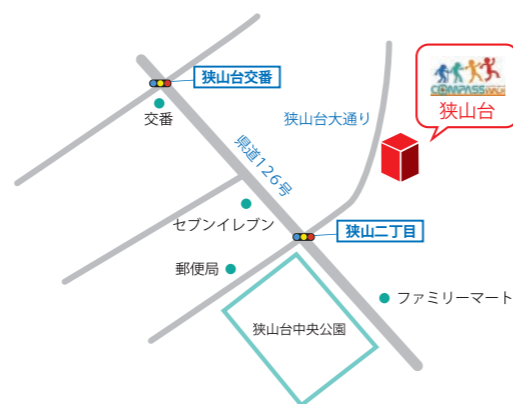 狭山台交番
COMPASS WALK
狭山台
交番
狭山台大通り
県道126号
セブンイレブン
狭山二丁目
郵便局
ファミリーマート
狭山台中央公園